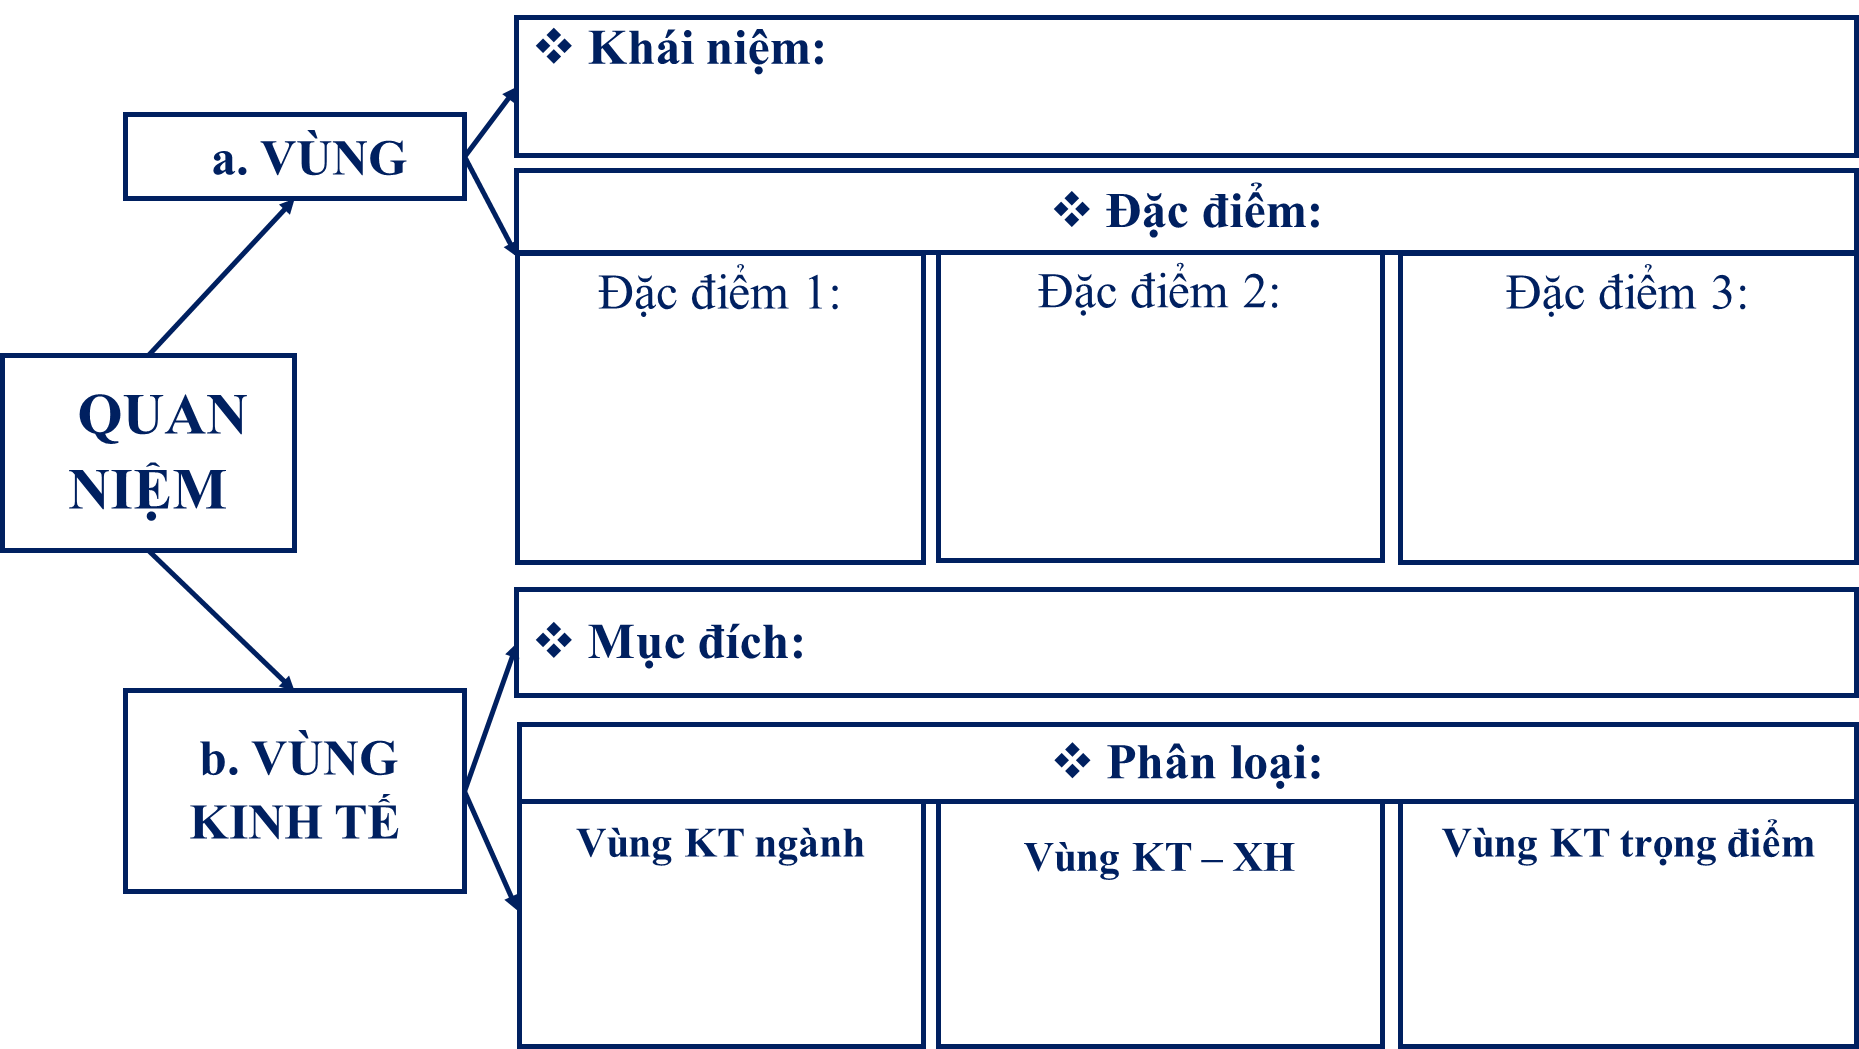 ❖ Khái niệm:
a. VÙNG
❖ Đặc điểm:
Đặc điểm 1:
Đặc điểm 2:
Đặc điểm 3:
QUAN
NIỆM
❖ Mục đích:
b. VÙNG
KINH TẾ
❖ Phân loại:
Vùng KT ngành
Vùng KT – XH
Vùng KT trọng điểm